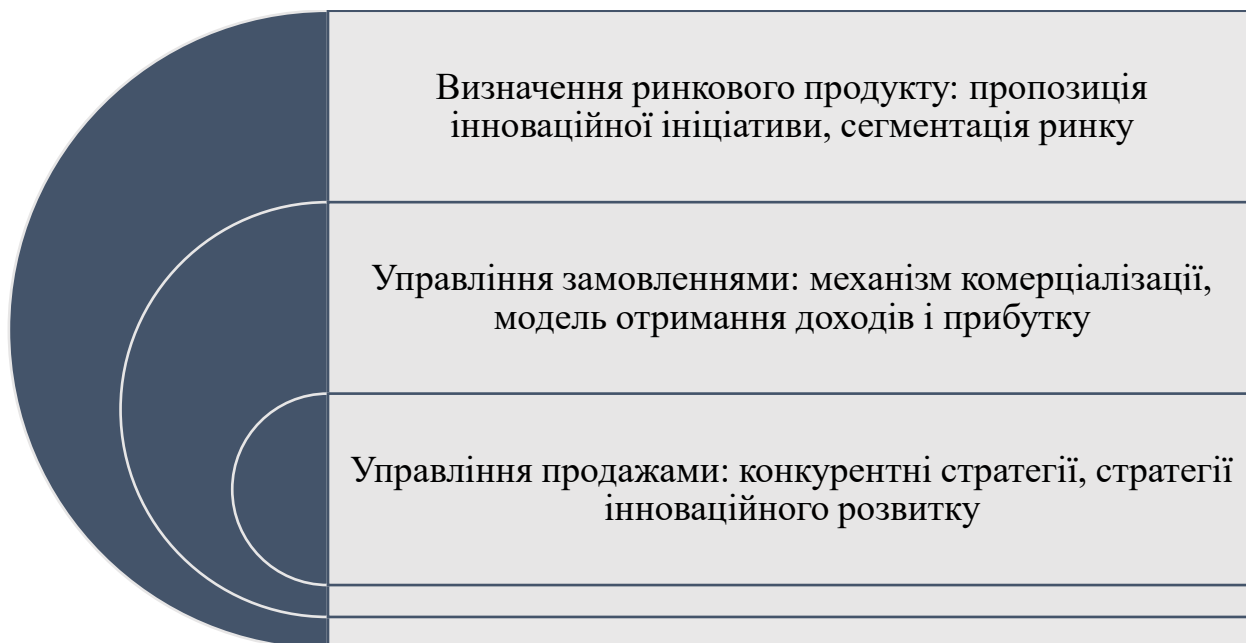 Визначення ринкового продукту: пропозиція
інноваційної ініціативи, сегментація ринку
Управління замовленнями: механізм комерціалізації,
модель отримання доходів і прибутку
Управління продажами: конкурентні стратегії, стратегії
інноваційного розвитку